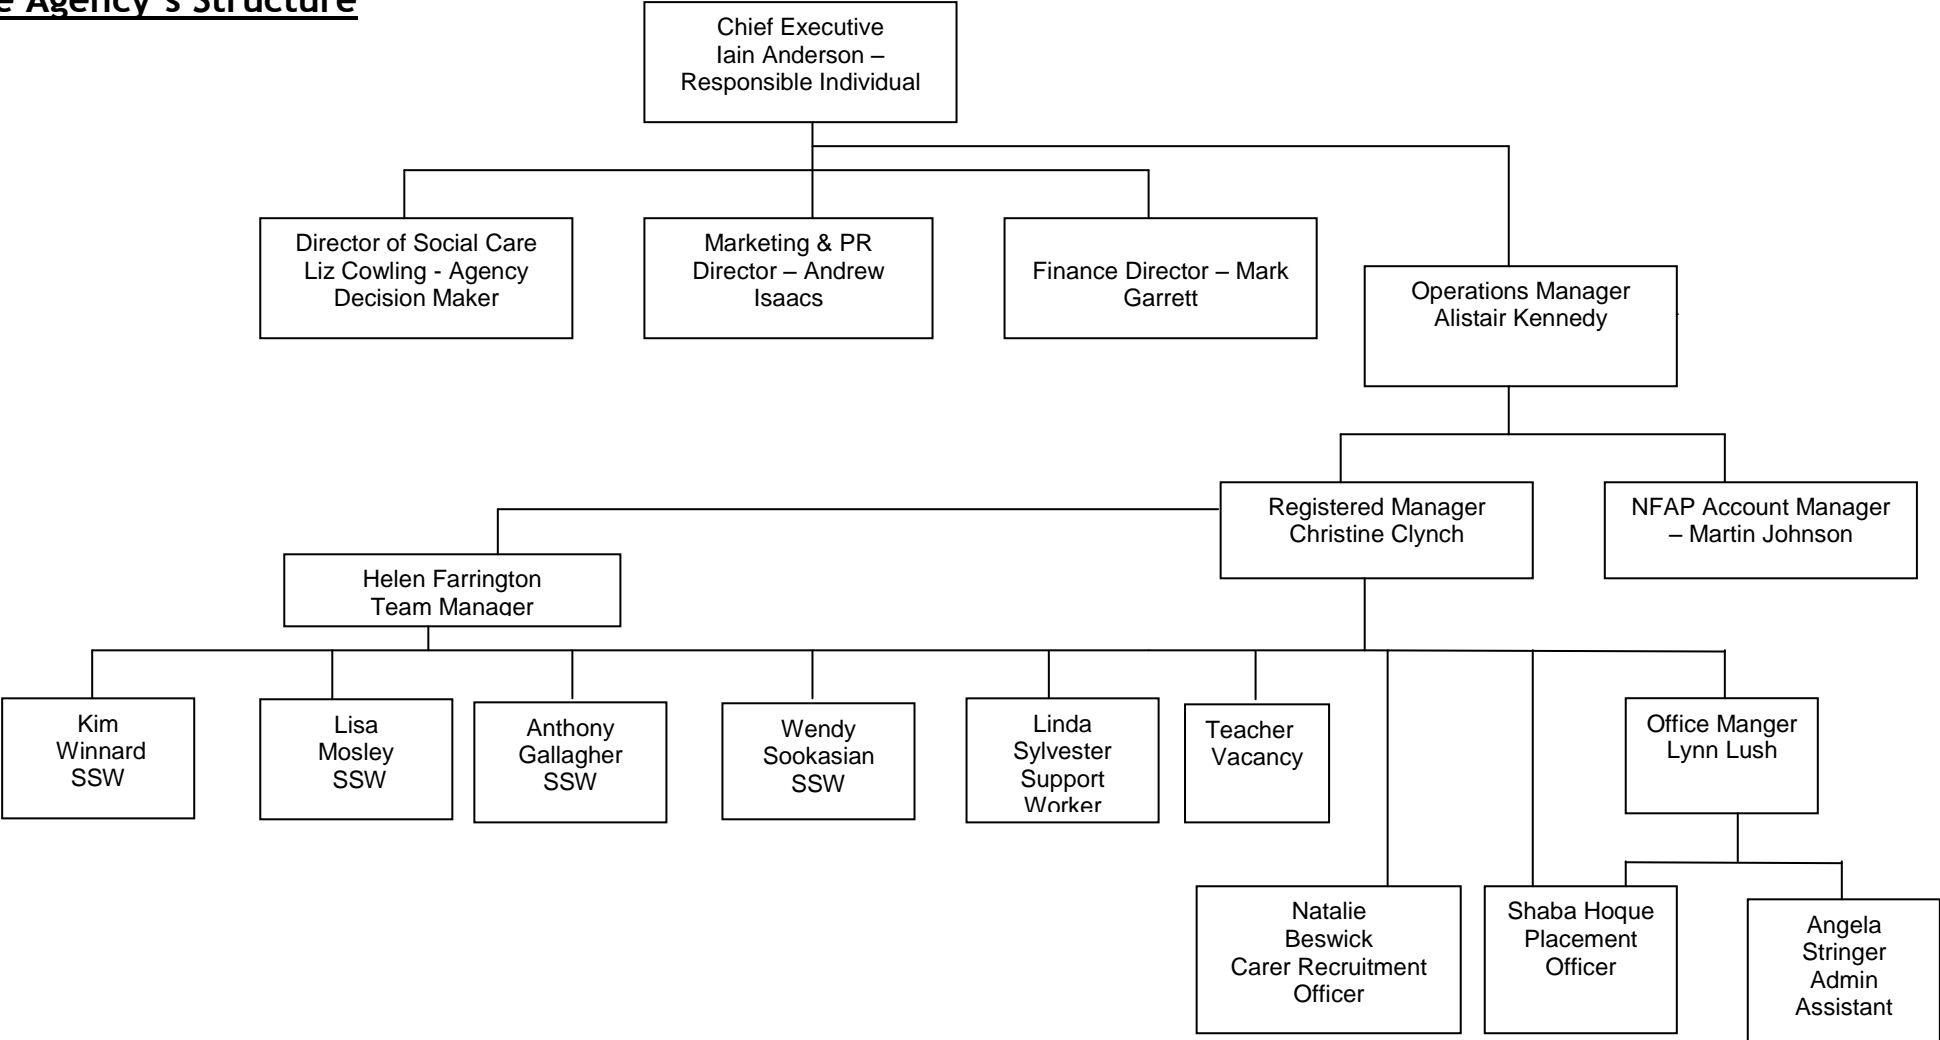 e Agency's Structure
Chief Executive
Iain Anderson –
Responsible Individual
Director of Social Care
Liz Cowling - Agency
Decision Maker
Marketing & PR
Director – Andrew
Isaacs
Finance Director – Mark
Garrett
Operations Manager
Alistair Kennedy
Registered Manager
Christine Clynch
NFAP Account Manager
– Martin Johnson
Helen Farrington
Team Manager
Kim
Winnard
SSW
Lisa
Mosley
SSW
Anthony
Gallagher
SSW
Wendy
Sookasian
SSW
Linda
Sylvester
Support
Worker
Teacher
Vacancy
Office Manger
Lynn Lush
Natalie
Beswick
Carer Recruitment
Officer
Shaba Hoque
Placement
Officer
Angela
Stringer
Admin
Assistant